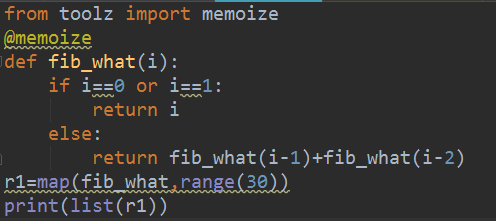 from toolz import memoize
@memoize
def fib_what(i):
    if i==0 or i==1:
        return i
    else:
        return fib_what(i-1)+fib_what(i-2)
r1=map(fib_what,range(30))
print(list(r1))